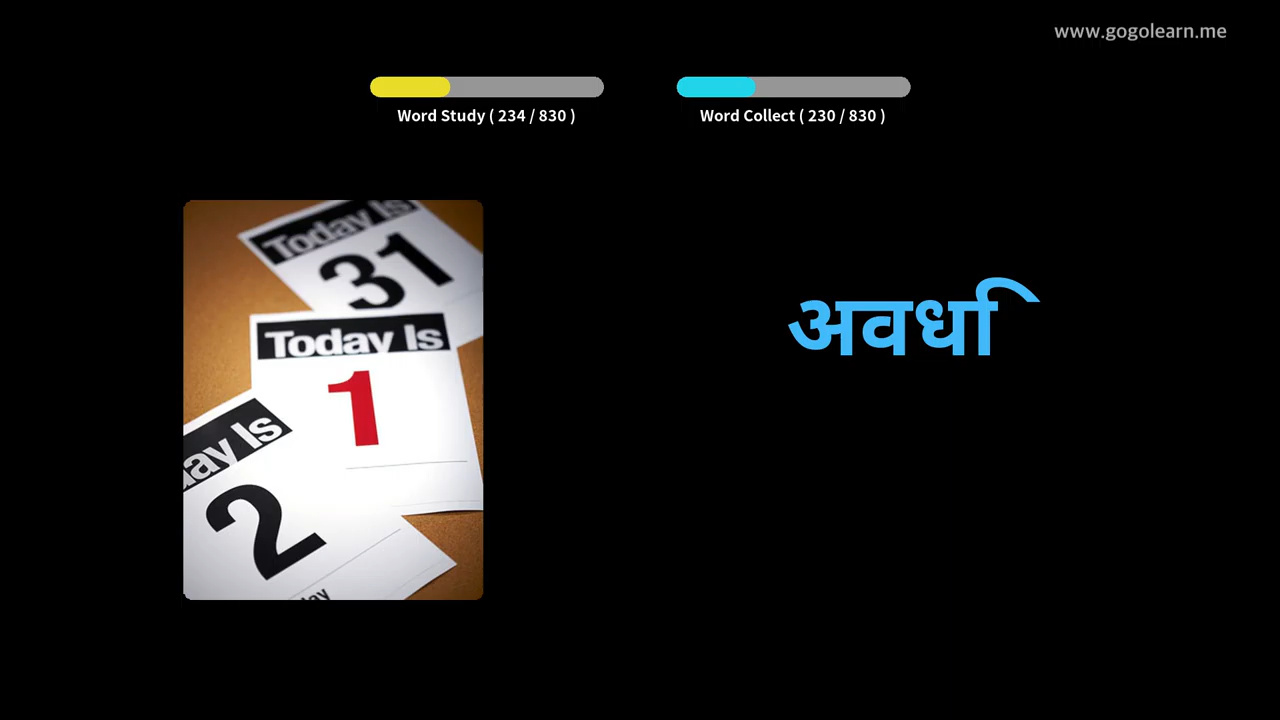 www.gogolearn.me
Word Study ( 234 / 830 )
Word Collect ( 230 / 830 )
Today Is
31
Today Is
1
ay Is
2
अवधि